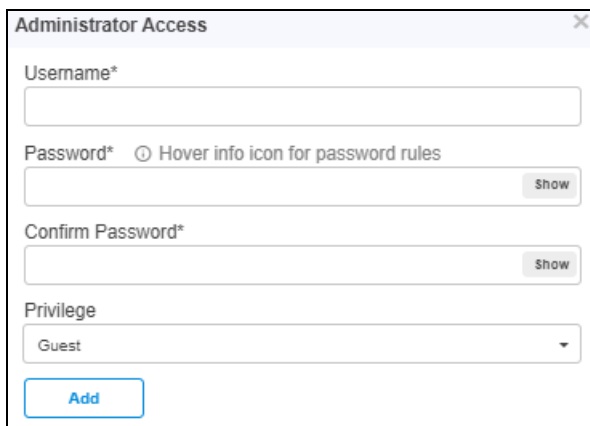 Administrator Access
Username*
Password* Hover info icon for password rules
Show
Confirm Password*
Show
Privilege
Guest
Add